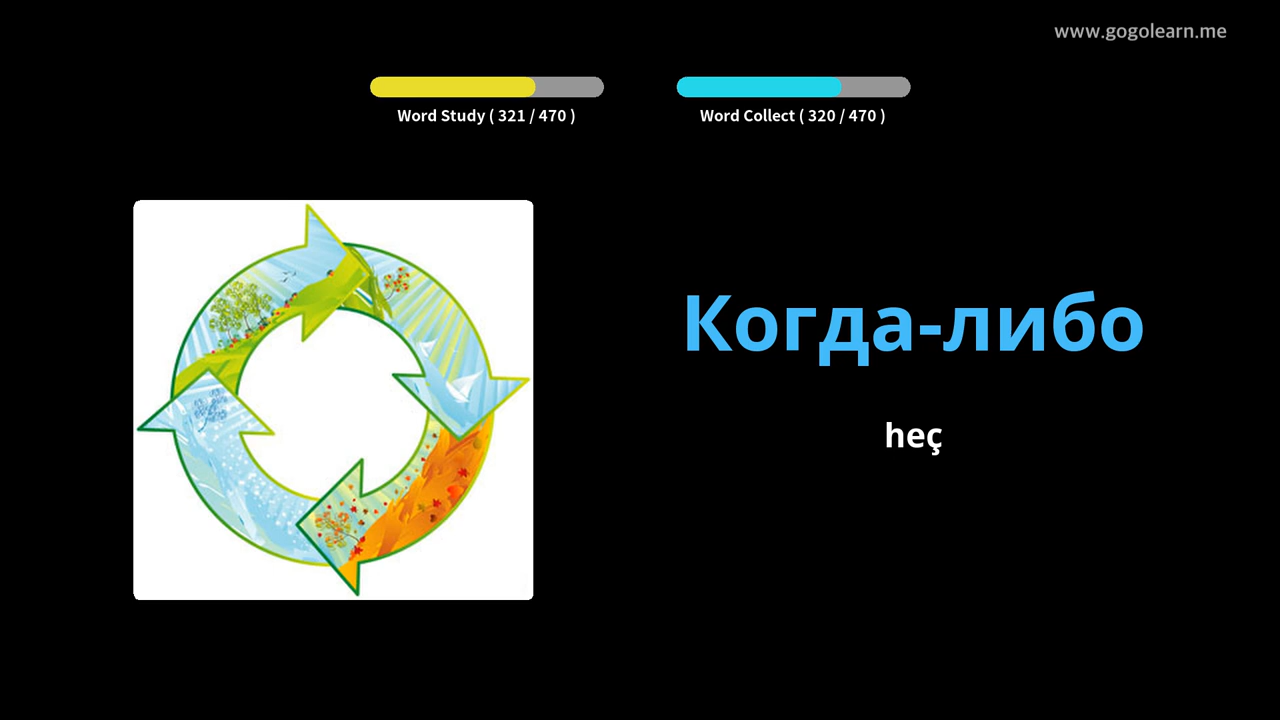 www.gogolearn.me
Word Study ( 321 / 470 )
Word Collect ( 320 / 470 )
Когда-либо
heç